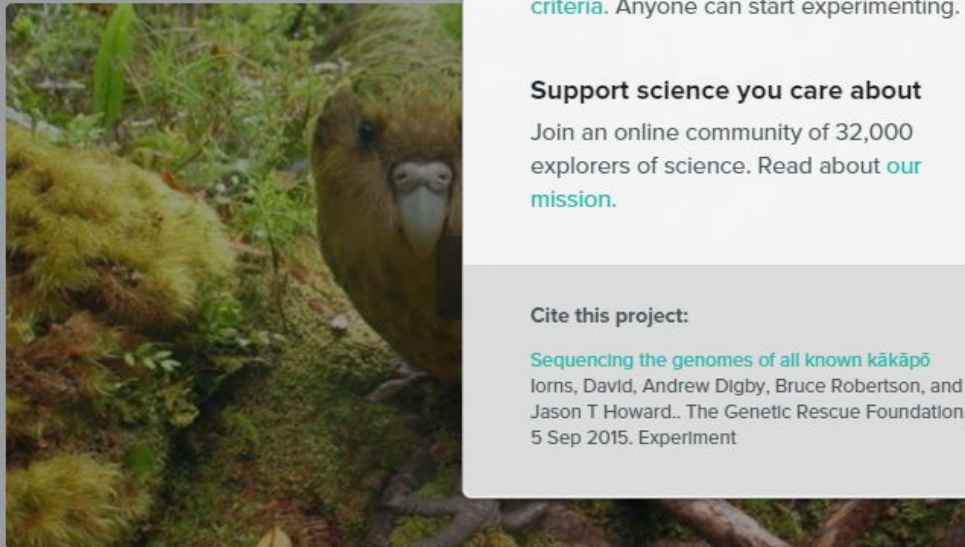 criteria. Anyone can start experimenting.
Support science you care about
Join an online community of 32,000
explorers of science. Read about our
mission.
Cite this project:
Sequencing the genomes of all known kākāpō
Iorns, David, Andrew Digby, Bruce Robertson, and
Jason T Howard.. The Genetic Rescue Foundation.
5 Sep 2015. Experiment